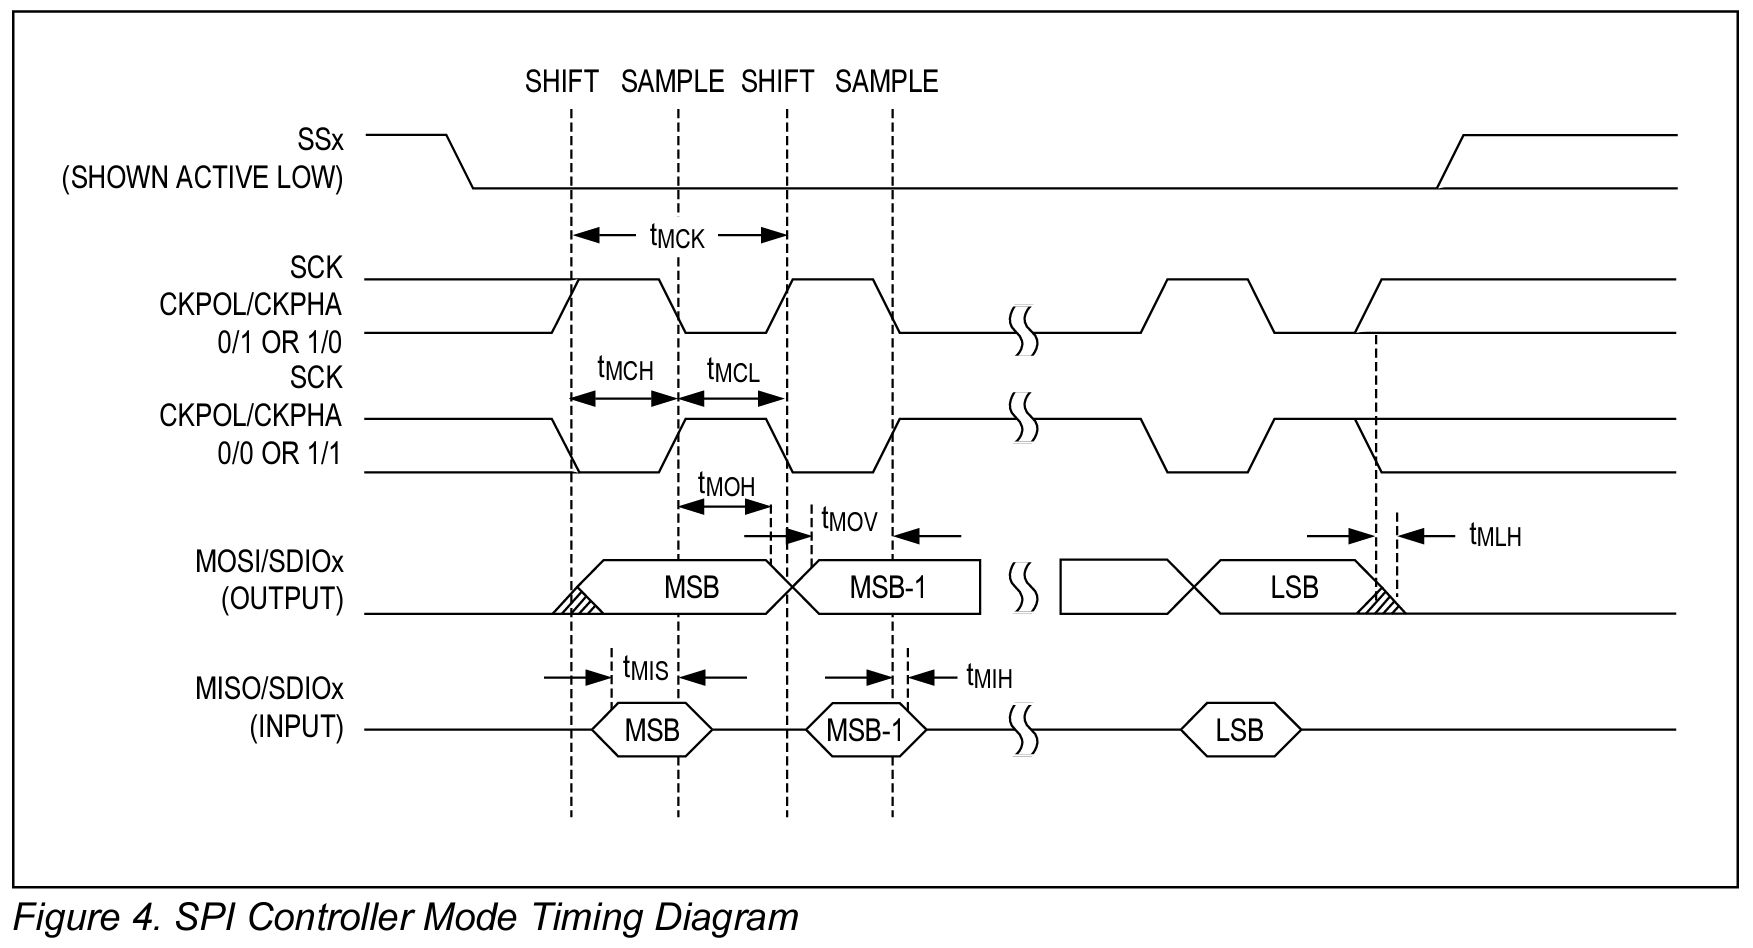 SHIFT SAMPLE SHIFT SAMPLE
SSx
(SHOWN ACTIVE LOW)
tMCK
SCK
CKPOL/CKPHA
0/1 OR 1/0
tMCH tMCL
SCK
CKPOL/CKPHA
0/0 OR 1/1
tMOH
tMOV
tMLH
MOSI/SDIOx
(OUTPUT)
MSB MSB-1 LSB
tMIS
tMIH
MISO/SDIOx
(INPUT)
MSB MSB-1 LSB
Figure 4. SPI Controller Mode Timing Diagram